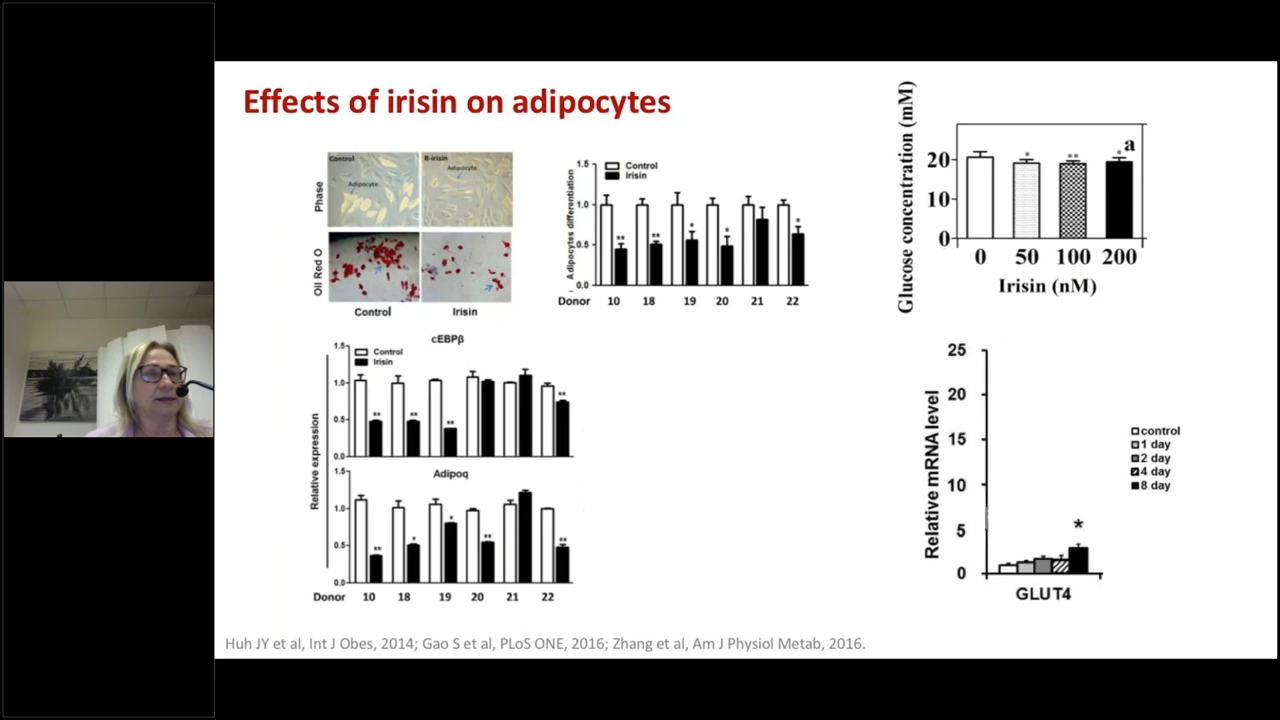 Effects of irisin on adipocytes
Control
R-irisin
Adipocyte
Adipocyte
Phase
Oil Red O
Control
Irisin
Adipocytes differentiation
1.5
1.0
0.5
0.0
Control
Irisin
** ** * * *
Donor 10 18 19 20 21 22
Glucose concentration (mM)
20
10
0
* ** * a
0 50 100 200
Irisin (nM)
Relative expression
cEBPβ
1.5
1.0
0.5
0.0
Control
Irisin
** ** ** **
Adipoq
1.5
1.0
0.5
0.0
** * * ** **
Donor 10 18 19 20 21 22
Relative mRNA level
25
20
15
10
5
0
*
GLUT4
control
1 day
2 day
4 day
8 day
Huh JY et al, Int J Obes, 2014; Gao S et al, PLoS ONE, 2016; Zhang et al, Am J Physiol Metab, 2016.